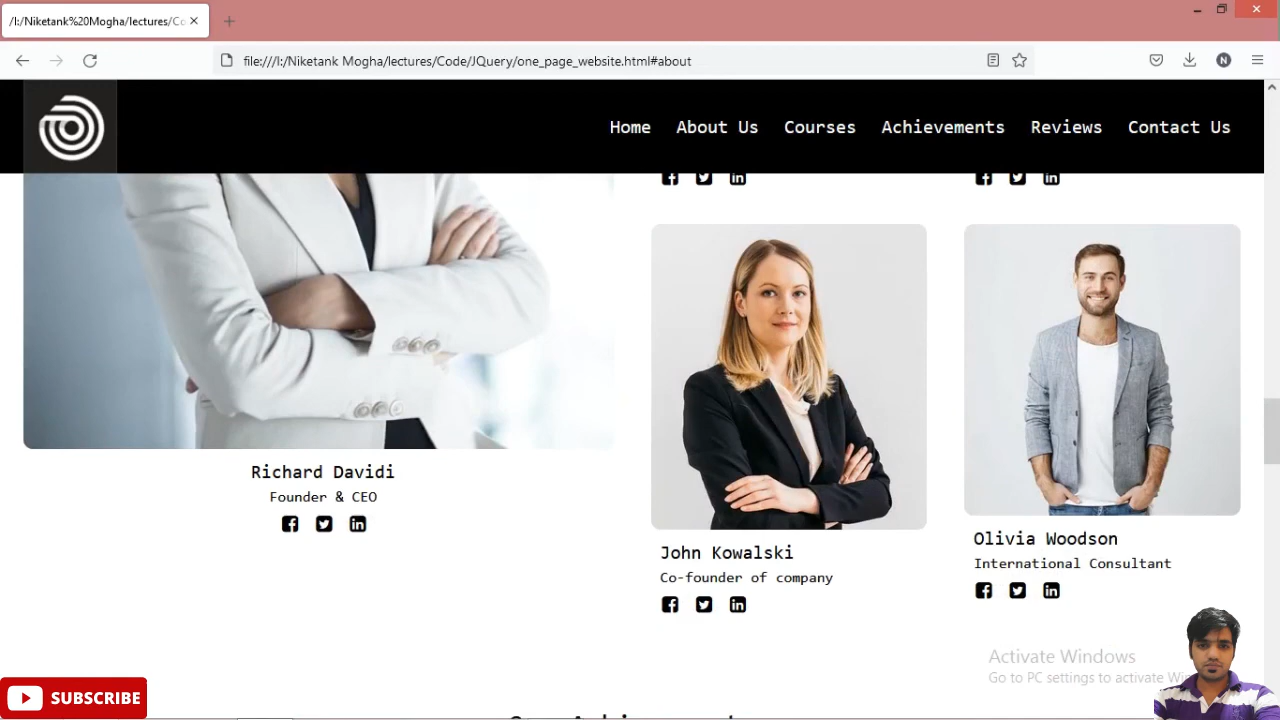 /I:/Niketank%20Mogha/lectures/Co
file:///I:/Niketank Mogha/lectures/Code/JQuery/one_page_website.html#about
N
Home About Us Courses Achievements Reviews Contact Us
Richard Davidi
Founder & CEO
John Kowalski
Co-founder of company
Olivia Woodson
International Consultant
Activate Windows
Go to PC settings to activate
SUBSCRIBE